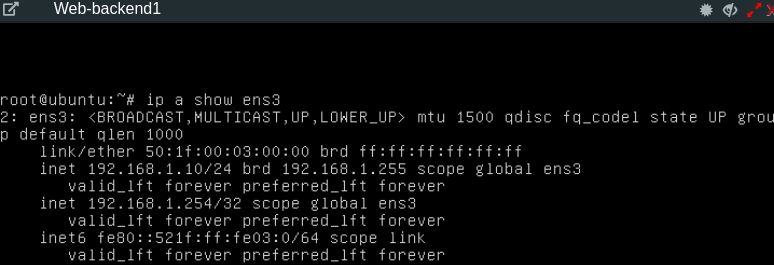 Web-backend1
root@ubuntu:~# ip a show ens3
2: ens3: <BROADCAST,MULTICAST,UP,LOWER_UP> mtu 1500 qdisc fq_codel state UP grou
p default qlen 1000
link/ether 50:1f:00:03:00:00 brd ff:ff:ff:ff:ff:ff
inet 192.168.1.10/24 brd 192.168.1.255 scope global ens3
valid_lft forever preferred_lft forever
inet 192.168.1.254/32 scope global ens3
valid_lft forever preferred_lft forever
inet6 fe80::521f:ff:fe03:0/64 scope link
valid_lft forever preferred_lft forever